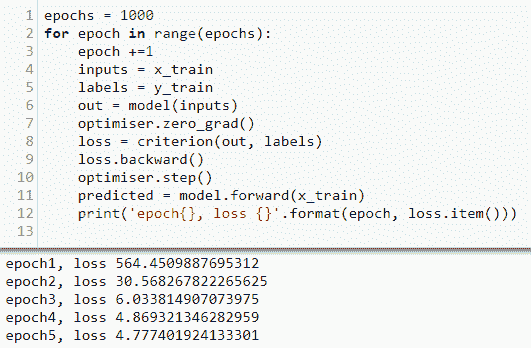 1 epochs = 1000
2 for epoch in range(epochs):
3     epoch +=1
4     inputs = x_train
5     labels = y_train
6     out = model(inputs)
7     optimiser.zero_grad()
8     loss = criterion(out, labels)
9     loss.backward()
10     optimiser.step()
11     predicted = model.forward(x_train)
12     print('epoch{}, loss {}'.format(epoch, loss.item()))
13
epoch1, loss 564.4509887695312
epoch2, loss 30.568267822265625
epoch3, loss 6.033814907073975
epoch4, loss 4.869321346282959
epoch5, loss 4.777401924133301